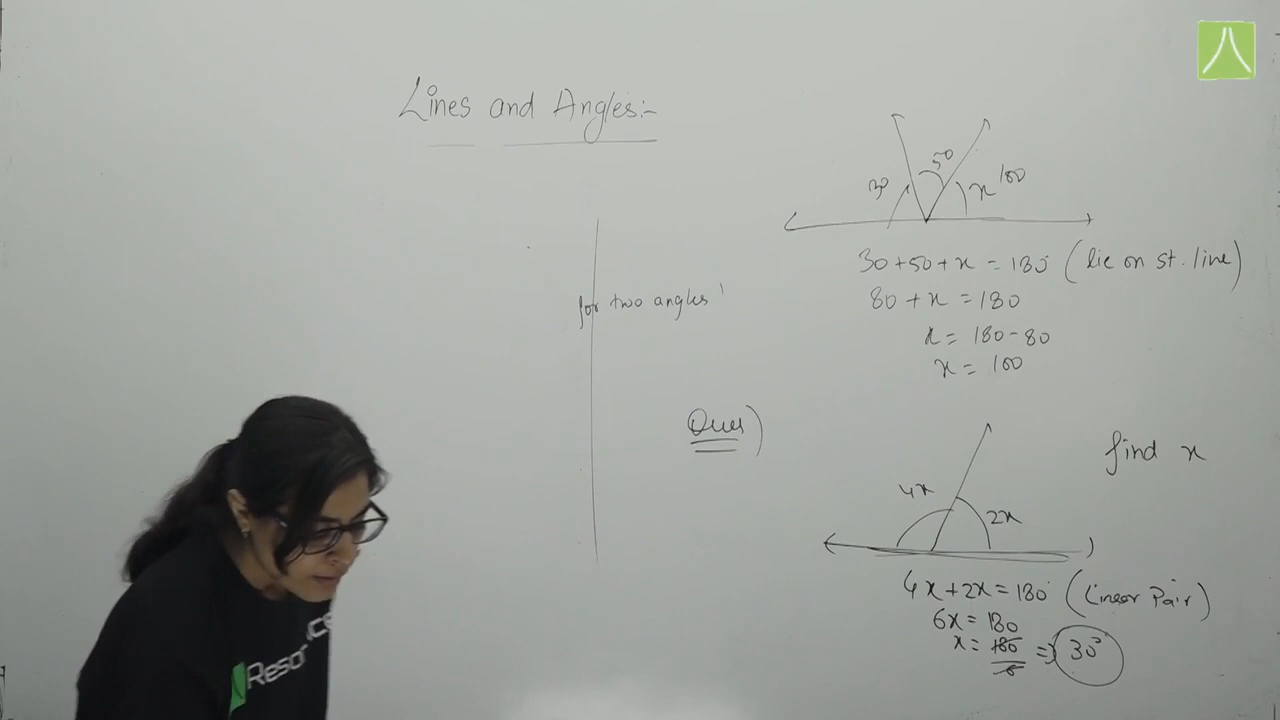 Lines and Angles:-
50
30
x 100
30+50+x = 180° (lie on st. line)
80 + x = 180
x = 180-80
x = 100
for two angles
Ques)
find x
4x
2x
4x+2x=180° (Linear Pair)
6x = 180
x = 180/6 => 30°
Reso